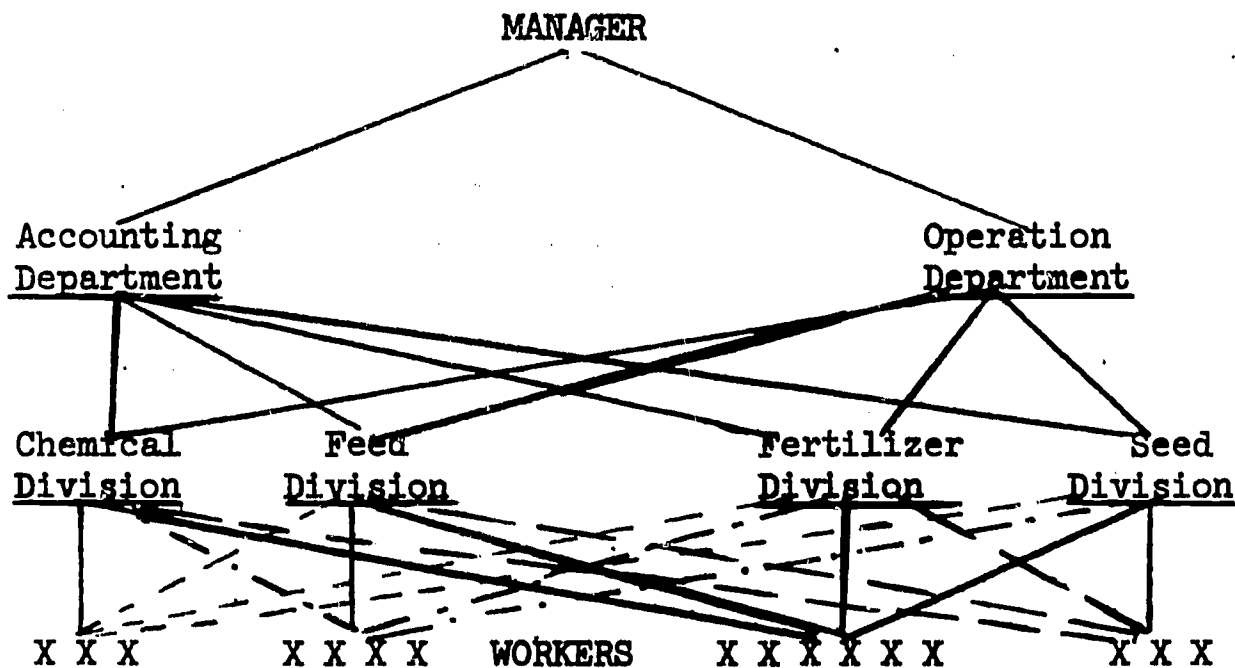 MANAGER
Accounting Operation
Department Department
Chemical Feed Fertilizer Seed
Division Division Division Division
X X X X X X X WORKERS X X X X X X X X X